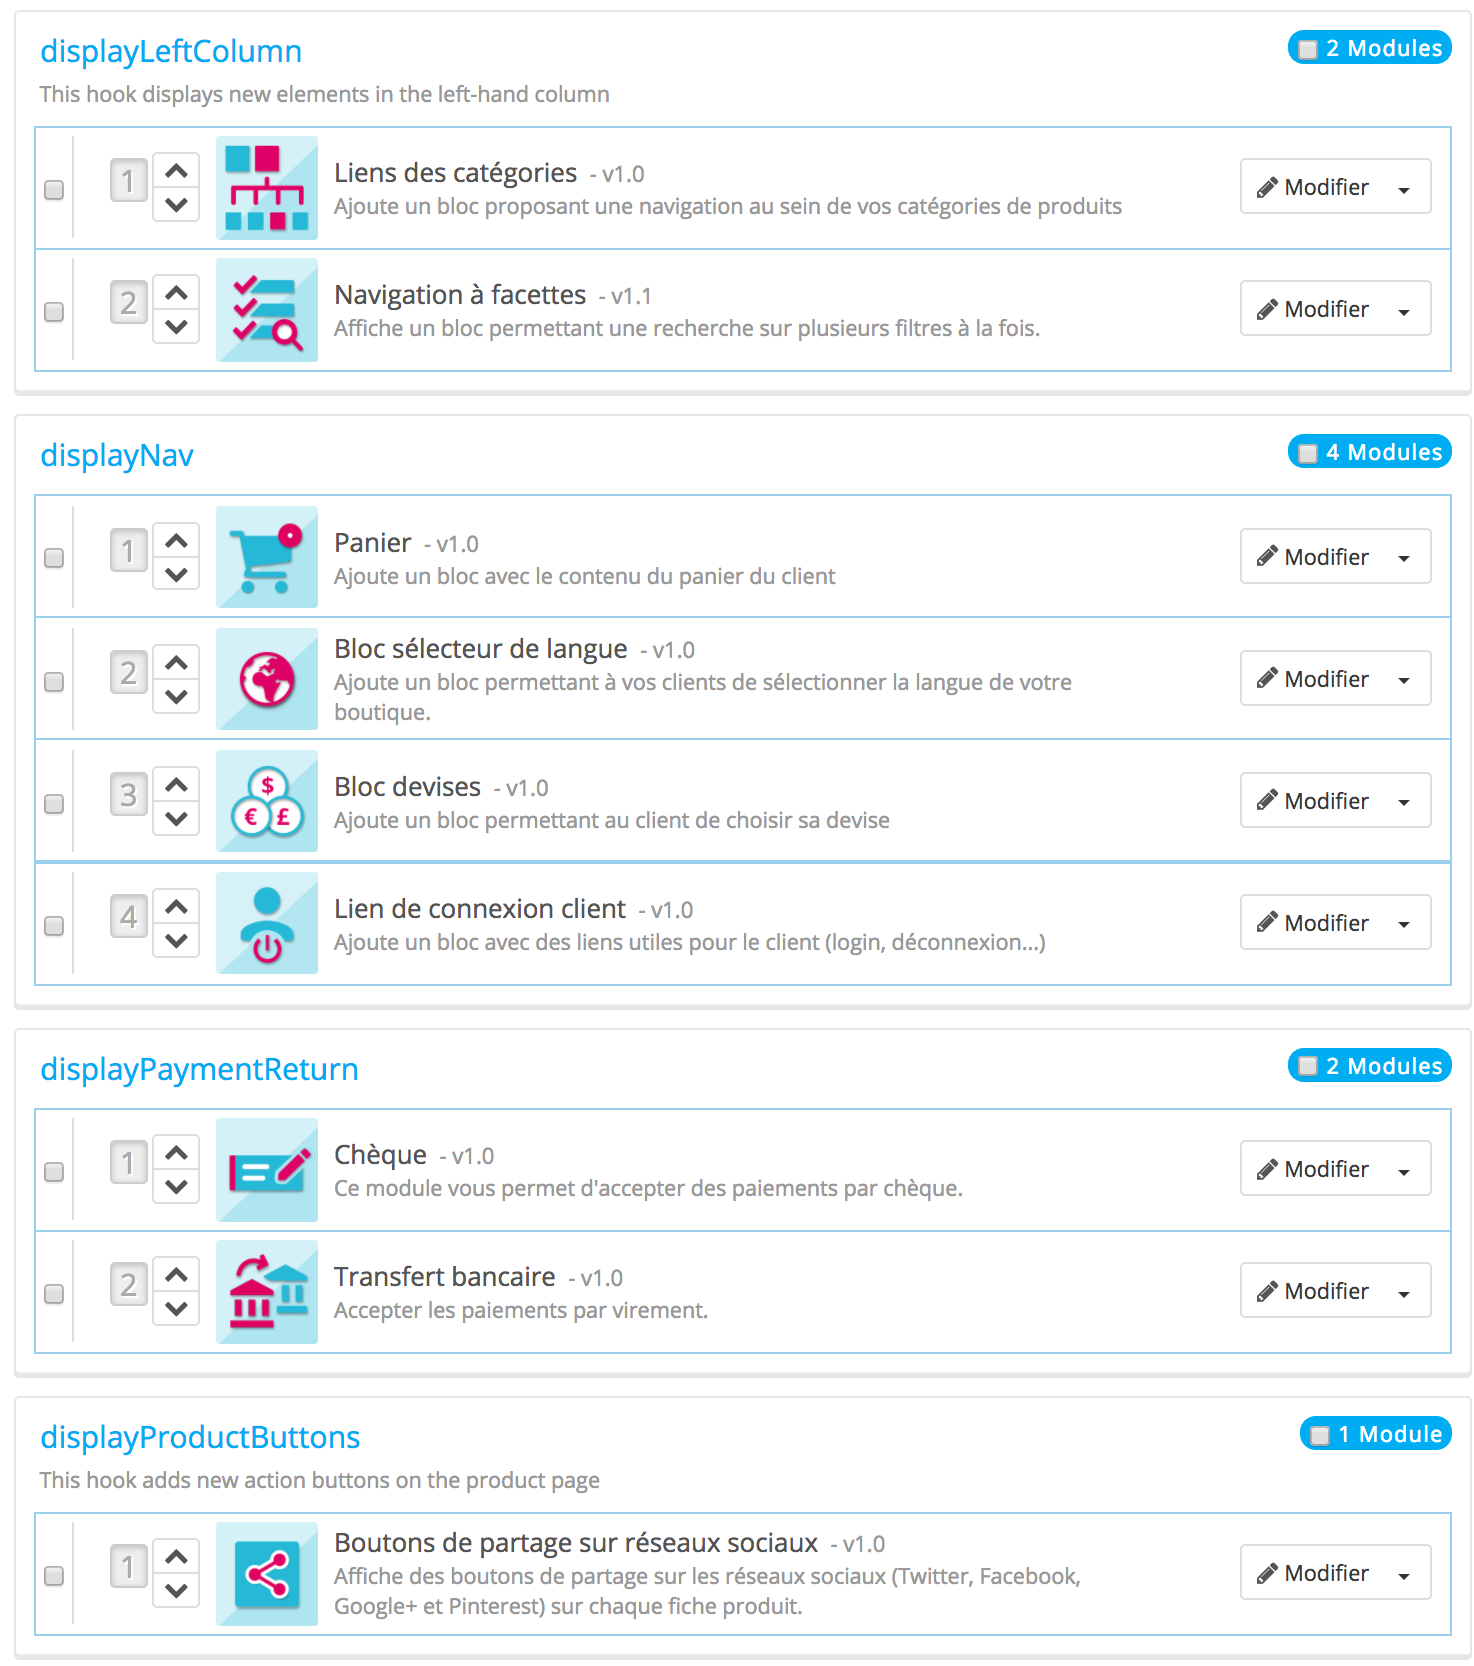 displayLeftColumn
2 Modules
This hook displays new elements in the left-hand column
1
Liens des catégories - v1.0
Ajoute un bloc proposant une navigation au sein de vos catégories de produits
Modifier
2
Navigation à facettes - v1.1
Affiche un bloc permettant une recherche sur plusieurs filtres à la fois.
Modifier
displayNav
4 Modules
1
Panier - v1.0
Ajoute un bloc avec le contenu du panier du client
Modifier
2
Bloc sélecteur de langue - v1.0
Ajoute un bloc permettant à vos clients de sélectionner la langue de votre
boutique.
Modifier
3
$
€ £
Bloc devises - v1.0
Ajoute un bloc permettant au client de choisir sa devise
Modifier
4
Lien de connexion client - v1.0
Ajoute un bloc avec des liens utiles pour le client (login, déconnexion...)
Modifier
displayPaymentReturn
2 Modules
1
Chèque - v1.0
Ce module vous permet d'accepter des paiements par chèque.
Modifier
2
Transfert bancaire - v1.0
Accepter les paiements par virement.
Modifier
displayProductButtons
1 Module
This hook adds new action buttons on the product page
1
Boutons de partage sur réseaux sociaux - v1.0
Affiche des boutons de partage sur les réseaux sociaux (Twitter, Facebook,
Google+ et Pinterest) sur chaque fiche produit.
Modifier